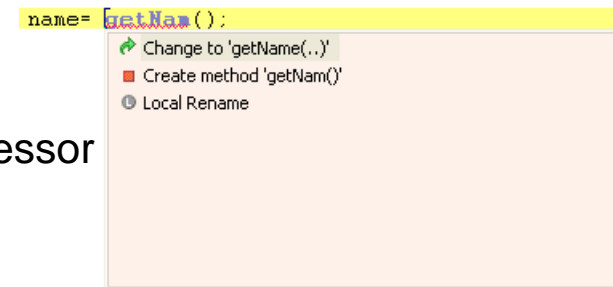 name= getNam();
Change to 'getName(..)'
Create method 'getNam()'
Local Rename
essor